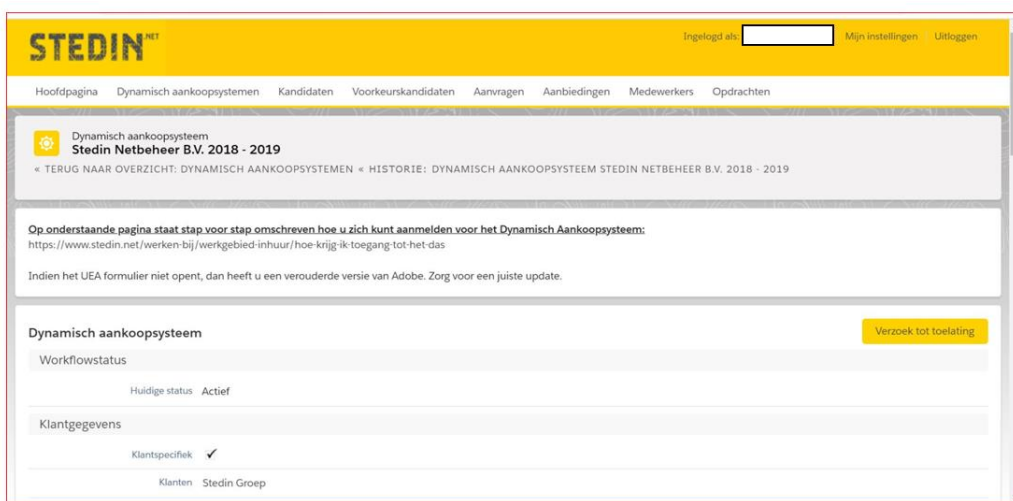 STEDIN.NET
Ingelogd als: Mijn instellingen Uitloggen
Hoofdpagina Dynamisch aankoopsystemen Kandidaten Voorkeurskandidaten Aanvragen Aanbiedingen Medewerkers Opdrachten
Dynamisch aankoopsysteem
Stedin Netbeheer B.V. 2018 - 2019
« TERUG NAAR OVERZICHT: DYNAMISCH AANKOOPSYSTEMEN « HISTORIE: DYNAMISCH AANKOOPSYSTEEM STEDIN NETBEHEER B.V. 2018 - 2019
Op onderstaande pagina staat stap voor stap omschreven hoe u zich kunt aanmelden voor het Dynamisch Aankoopsysteem:
https://www.stedin.net/werken-bij/werkgebied-inhuur/hoe-krijg-ik-toegang-tot-het-das
Indien het UEA formulier niet opent, dan heeft u een verouderde versie van Adobe. Zorg voor een juiste update.
Dynamisch aankoopsysteem Verzoek tot toelating
Workflowstatus
Huidige status Actief
Klantgegevens
Klantspecifiek ✓
Klanten Stedin Groep